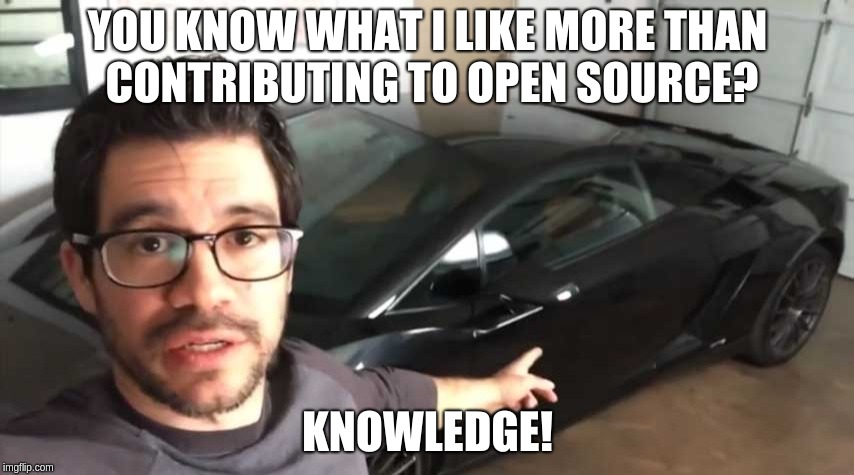 YOU KNOW WHAT I LIKE MORE THAN
CONTRIBUTING TO OPEN SOURCE?
KNOWLEDGE!
imgflip.com